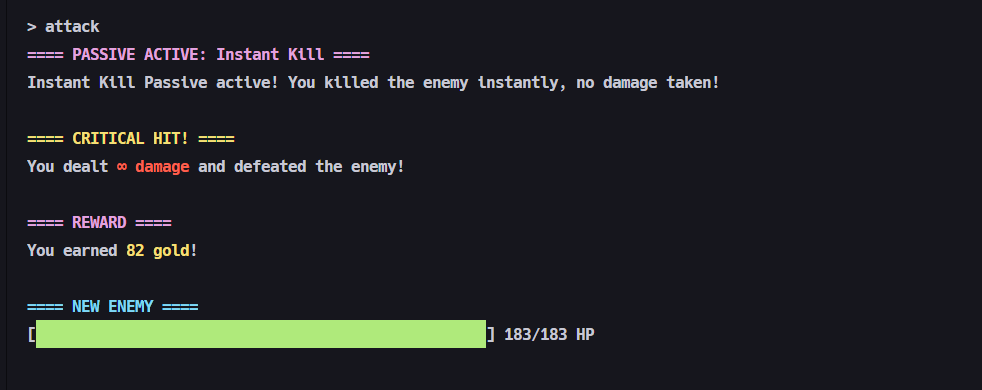 > attack
==== PASSIVE ACTIVE: Instant Kill ====
Instant Kill Passive active! You killed the enemy instantly, no damage taken!
==== CRITICAL HIT! ====
You dealt ∞ damage and defeated the enemy!
==== REWARD ====
You earned 82 gold!
==== NEW ENEMY ====
[                                                  ] 183/183 HP